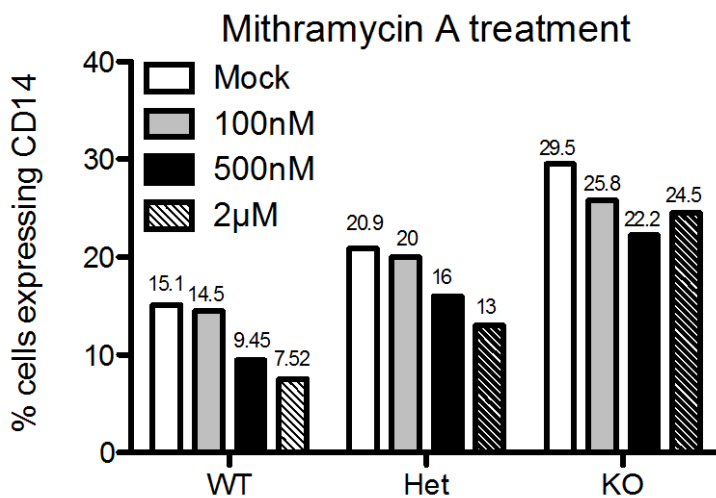 Mithramycin A treatment
% cells expressing CD14
40
30
20
10
0
Mock
100nM
500nM
2μM
15.1
14.5
9.45
7.52
20.9
20
16
13
29.5
25.8
22.2
24.5
WT
Het
KO